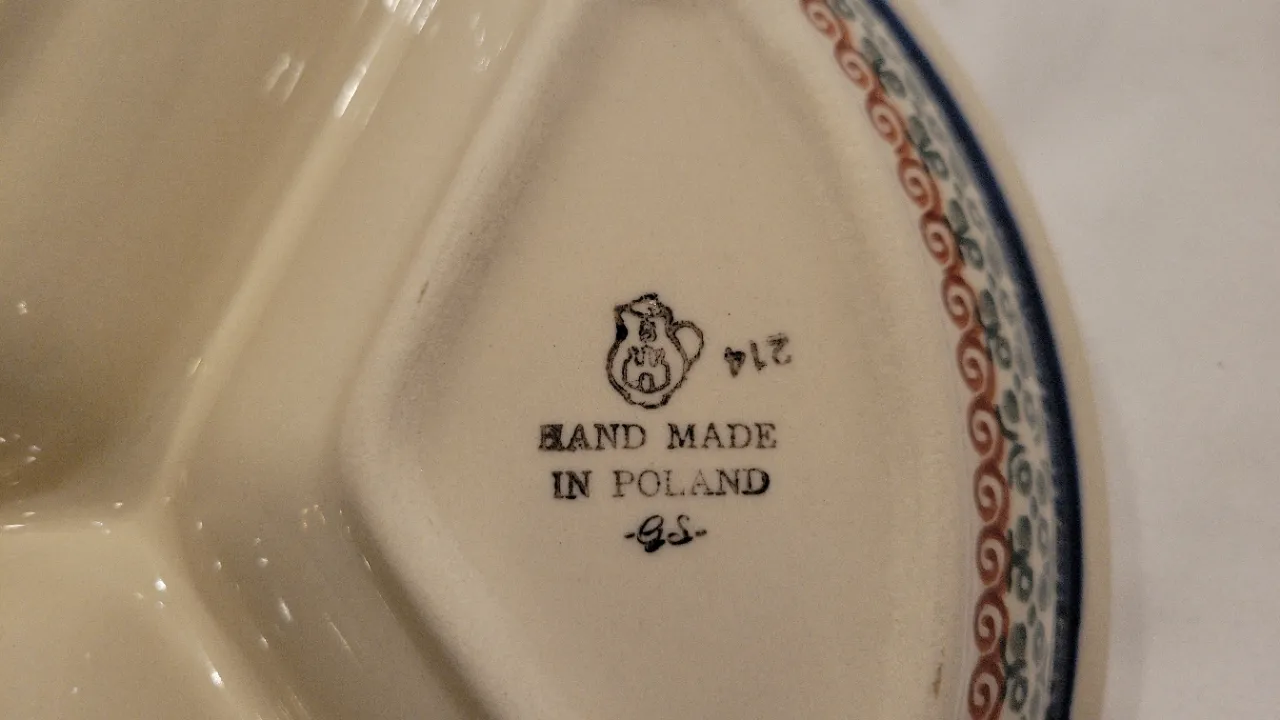 214
HAND MADE
IN POLAND
-GS-